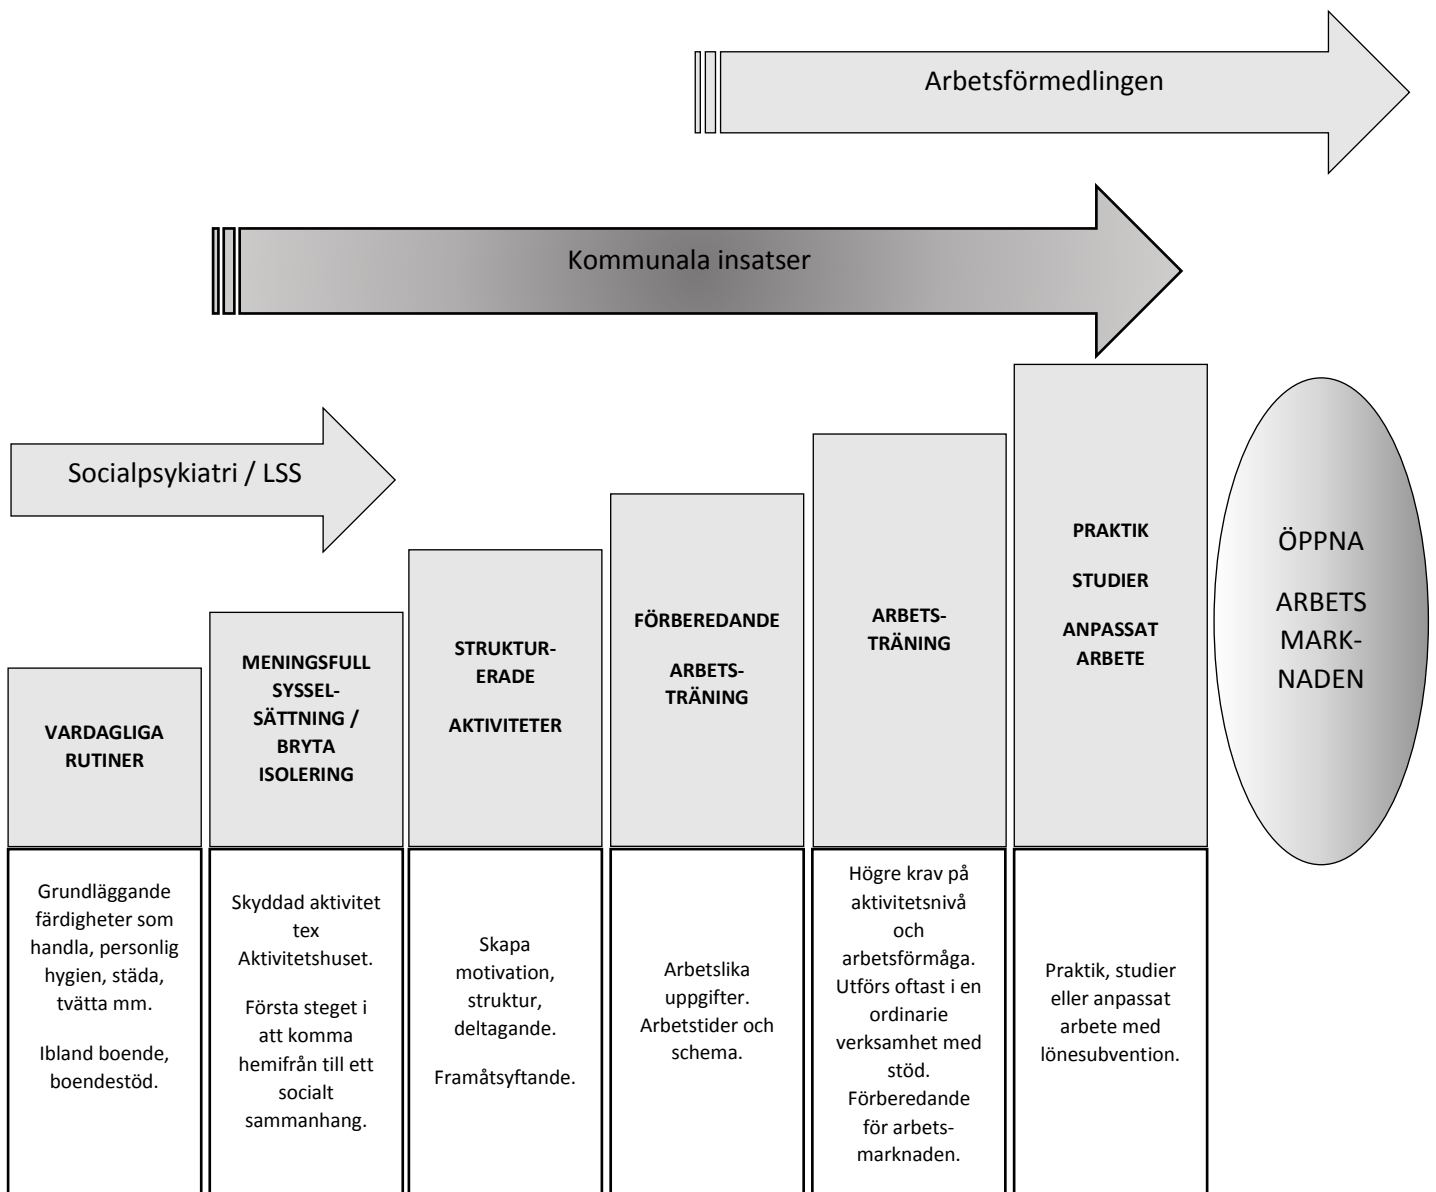 Arbetsförmedlingen
Kommunala insatser
Socialpsykiatri / LSS
VARDAGLIGA
RUTINER
MENINGSFULL
SYSSEL-
SÄTTNING /
BRYTA
ISOLERING
STRUKTUR-
ERADE
AKTIVITETER
FÖRBEREDANDE
ARBETS-
TRÄNING
ARBETS-
TRÄNING
PRAKTIK
STUDIER
ANPASSAT
ARBETE
ÖPPNA
ARBETS
MARK-
NADEN
Grundläggande
färdigheter som
handla, personlig
hygien, städa,
tvätta mm.
Ibland boende,
boendestöd.
Skyddad aktivitet
tex
Aktivitetshuset.
Första steget i
att komma
hemifrån till ett
socialt
sammanhang.
Skapa
motivation,
struktur,
deltagande.
Framåtsyftande.
Arbetslika
uppgifter.
Arbetstider och
schema.
Högre krav på
aktivitetsnivå
och
arbetsförmåga.
Utförs oftast i en
ordinarie
verksamhet med
stöd.
Förberedande
för arbets-
marknaden.
Praktik, studier
eller anpassat
arbete med
lönesubvention.